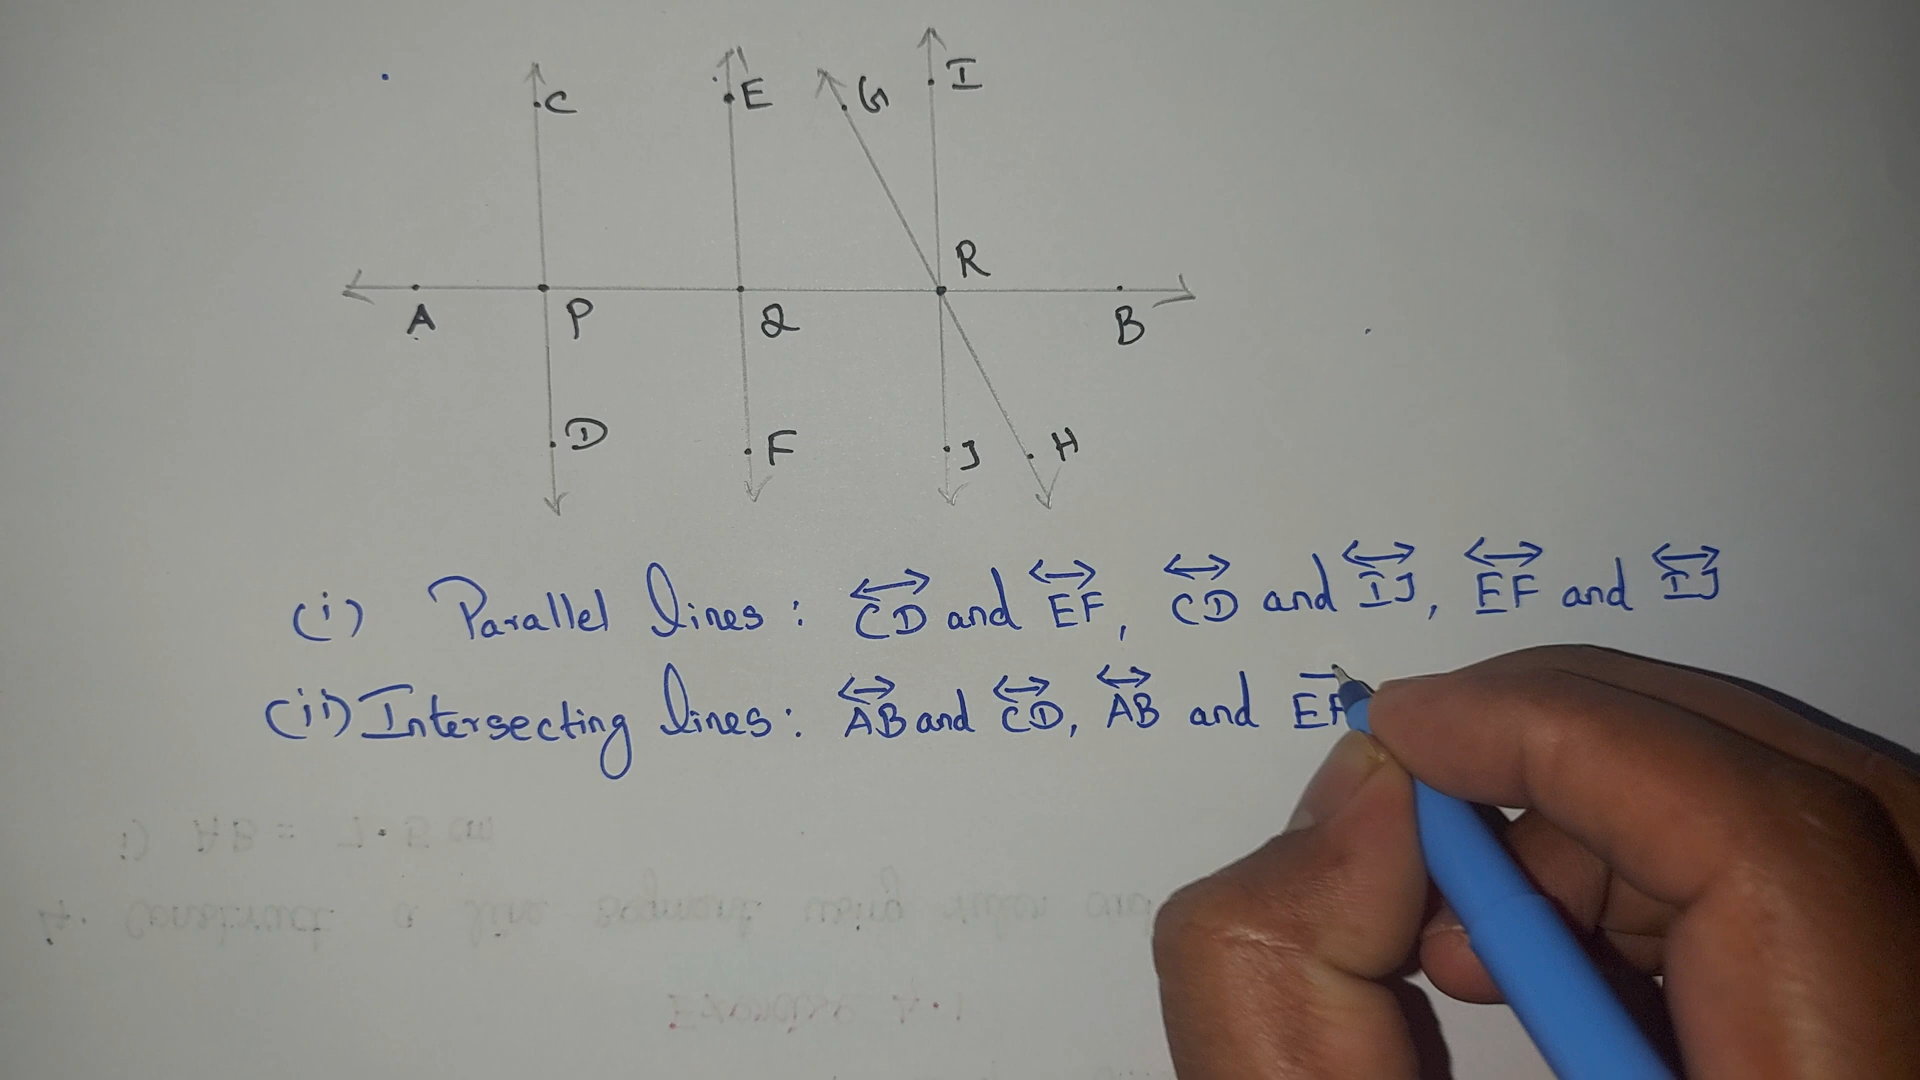 C E G I
R
A P Q B
D F J H
(i) Parallel lines : CD and EF, CD and IJ, EF and IJ
(ii) Intersecting lines : AB and CD, AB and EF